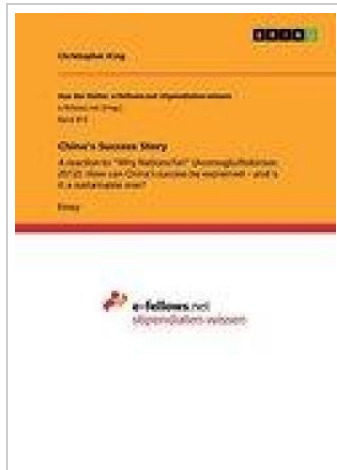 GRIN
Christopher King
Aus der Reihe: e-fellows.net stipendiaten-wissen
e-fellows.net (Hrsg.)
Band
China's Success Story
A reaction to "Why Nations Fail" (Acemoglu/Robinson
2012): How can China's success be explained - and is
it a sustainable one?
Essay
e-fellows.net
stipendiaten-wissen